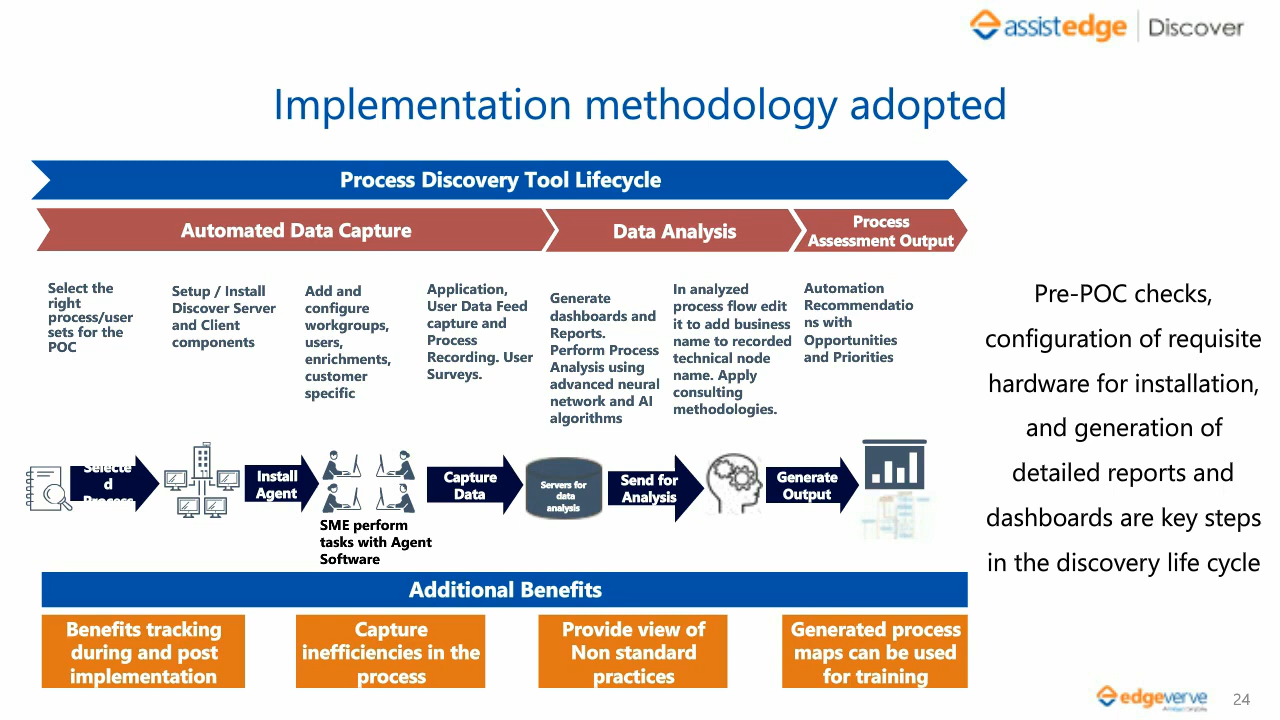 assistedge | Discover
Implementation methodology adopted
Process Discovery Tool Lifecycle
Automated Data Capture
Data Analysis
Process
Assessment Output
Select the
right
process/user
sets for the
POC
Setup / Install
Discover Server
and Client
components
Add and
configure
workgroups,
users,
enrichments,
customer
specific
Application,
User Data Feed
capture and
Process
Recording. User
Surveys.
Generate
dashboards and
Reports.
Perform Process
Analysis using
advanced neural
network and AI
algorithms
In analyzed
process flow edit
it to add business
name to recorded
technical node
name. Apply
consulting
methodologies.
Automation
Recommendatio
ns with
Opportunities
and Priorities
Pre-POC checks,
configuration of requisite
hardware for installation,
and generation of
detailed reports and
dashboards are key steps
in the discovery life cycle
Selecte
d
Process
Install
Agent
SME perform
tasks with Agent
Software
Capture
Data
Servers for
data
analysis
Send for
Analysis
Generate
Output
Additional Benefits
Benefits tracking
during and post
implementation
Capture
inefficiencies in the
process
Provide view of
Non standard
practices
Generated process
maps can be used
for training
edgeverve
24